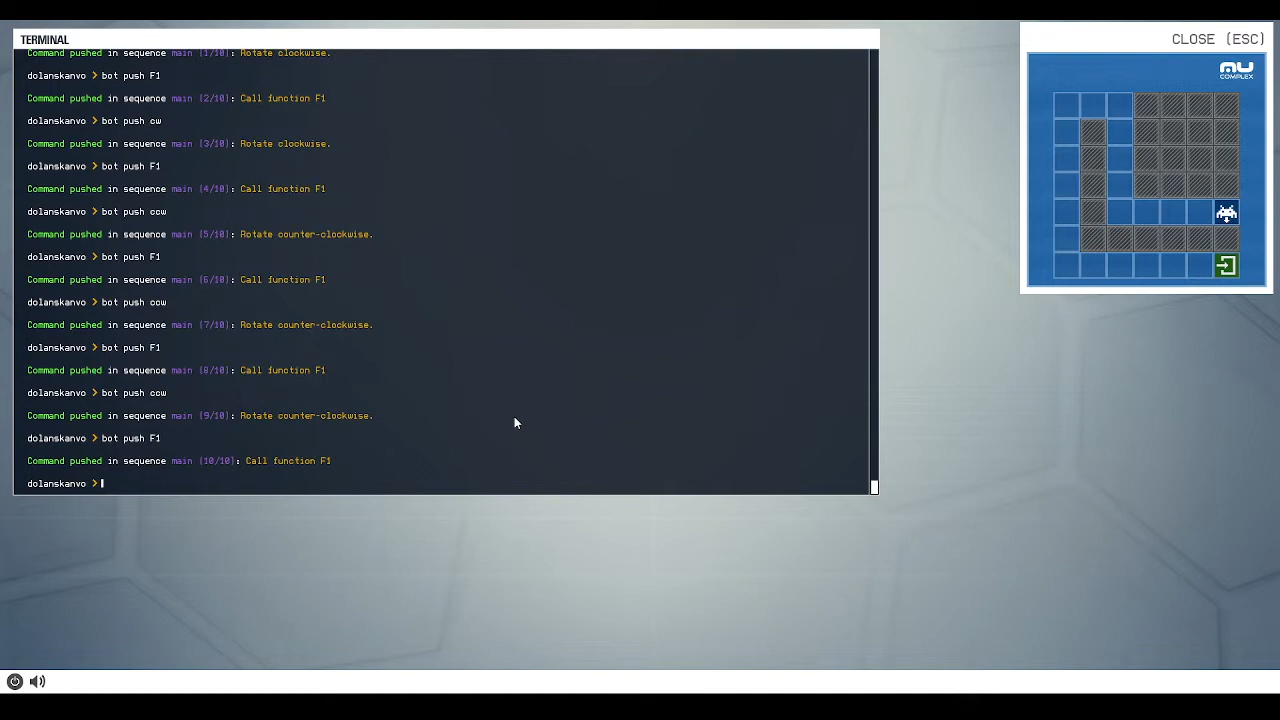 TERMINAL
CLOSE (ESC)
MU
COMPLEX
Command pushed in sequence main (1/10): Rotate clockwise.
dolanskanvo > bot push F1
Command pushed in sequence main (2/10): Call function F1
dolanskanvo > bot push cw
Command pushed in sequence main (3/10): Rotate clockwise.
dolanskanvo > bot push F1
Command pushed in sequence main (4/10): Call function F1
dolanskanvo > bot push ccw
Command pushed in sequence main (5/10): Rotate counter-clockwise.
dolanskanvo > bot push F1
Command pushed in sequence main (6/10): Call function F1
dolanskanvo > bot push ccw
Command pushed in sequence main (7/10): Rotate counter-clockwise.
dolanskanvo > bot push F1
Command pushed in sequence main (8/10): Call function F1
dolanskanvo > bot push ccw
Command pushed in sequence main (9/10): Rotate counter-clockwise.
dolanskanvo > bot push F1
Command pushed in sequence main (10/10): Call function F1
dolanskanvo >